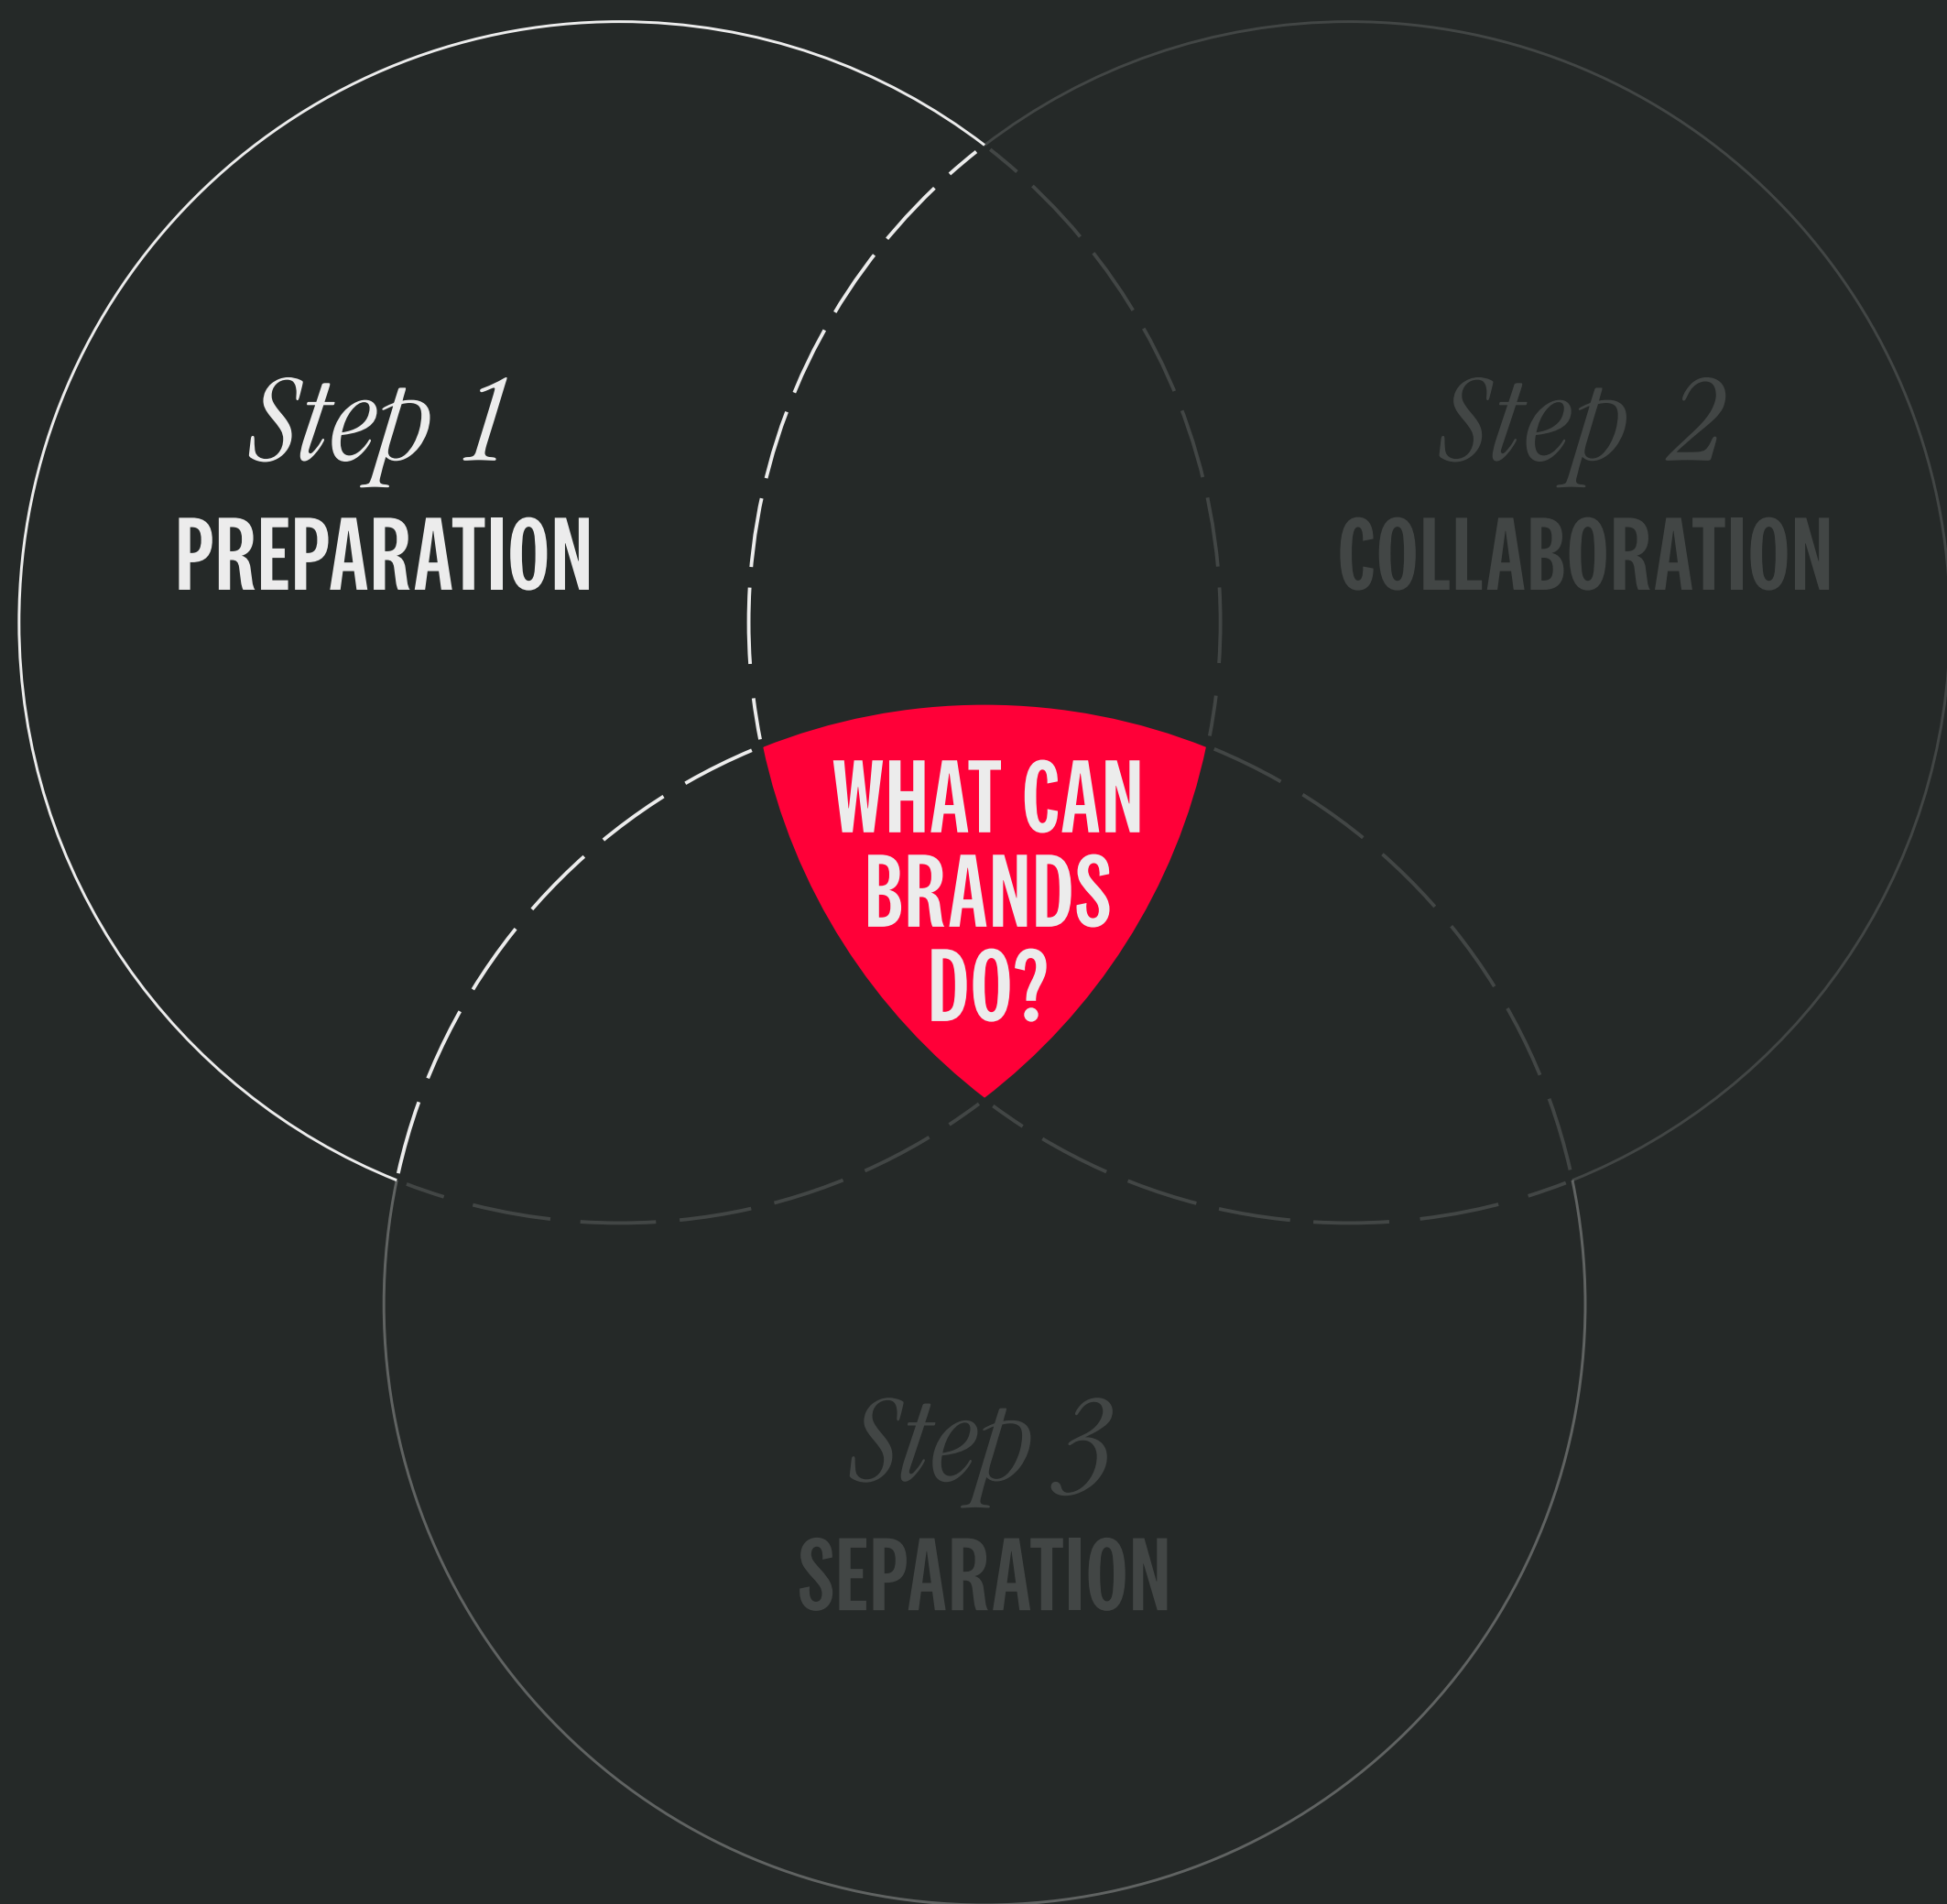 Step 1
PREPARATION
Step 2
COLLABORATION
WHAT CAN
BRANDS
DO?
Step 3
SEPARATION